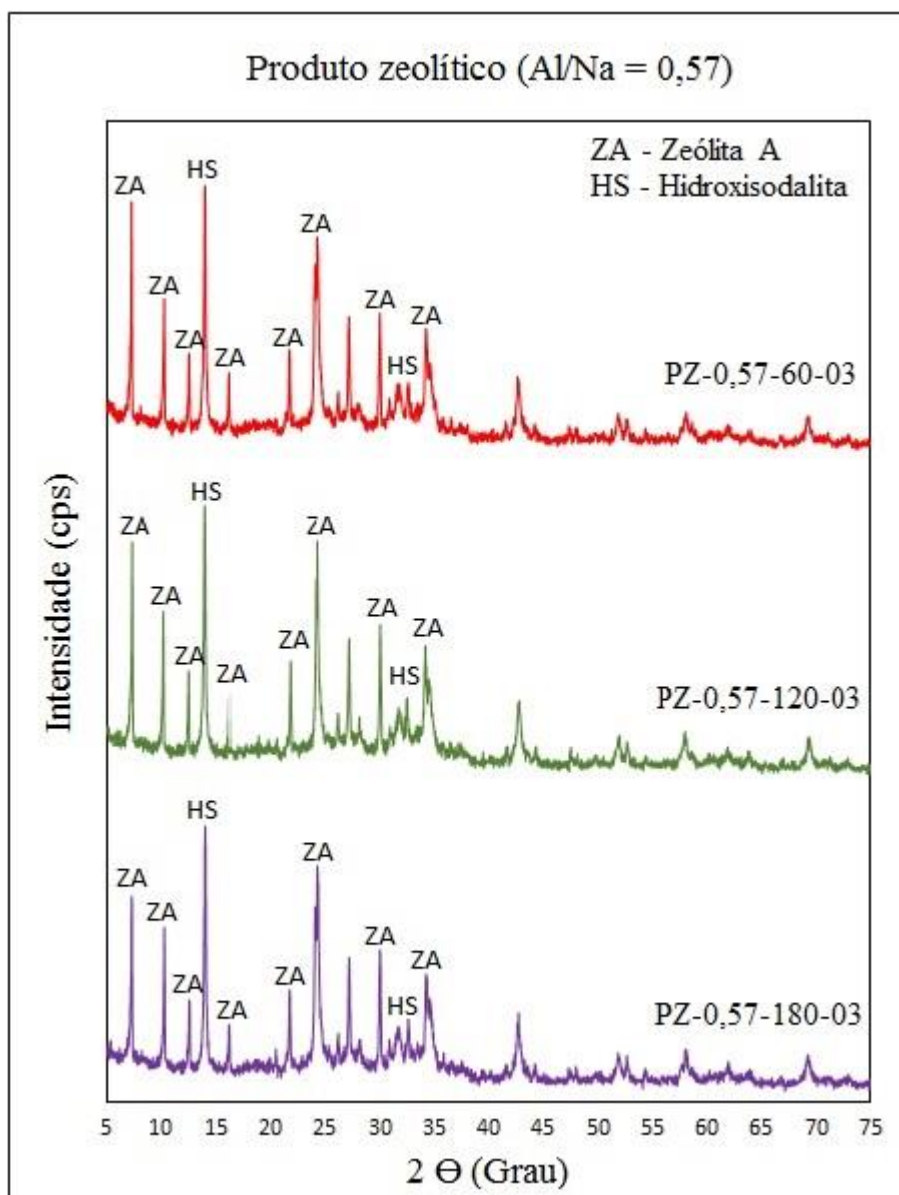 Produto zeolítico (Al/Na = 0,57)
ZA - Zeólita A
HS - Hidroxisodalita
ZA
HS
ZA
ZA
ZA
ZA
ZA
ZA
HS
ZA
PZ-0,57-60-03
ZA
HS
ZA
ZA
ZA
ZA
ZA
ZA
HS
ZA
PZ-0,57-120-03
ZA
HS
ZA
ZA
ZA
ZA
ZA
ZA
HS
ZA
PZ-0,57-180-03
Intensidade (cps)
5 10 15 20 25 30 35 40 45 50 55 60 65 70 75
2 Ɵ (Grau)